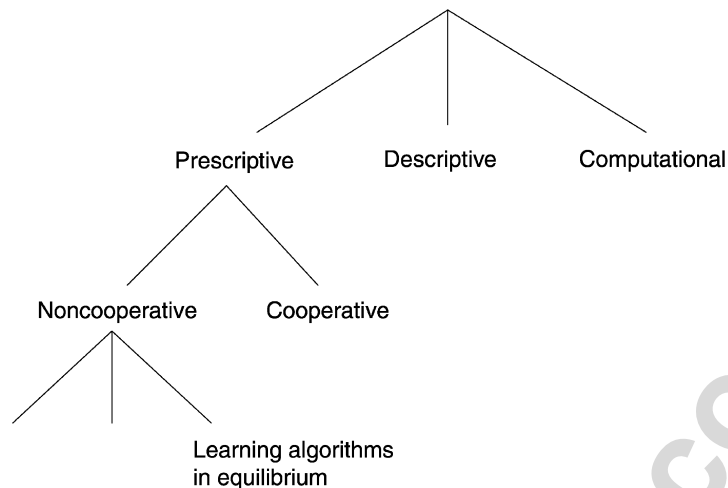 Prescriptive Descriptive Computational
Noncooperative Cooperative
Learning algorithms
in equilibrium